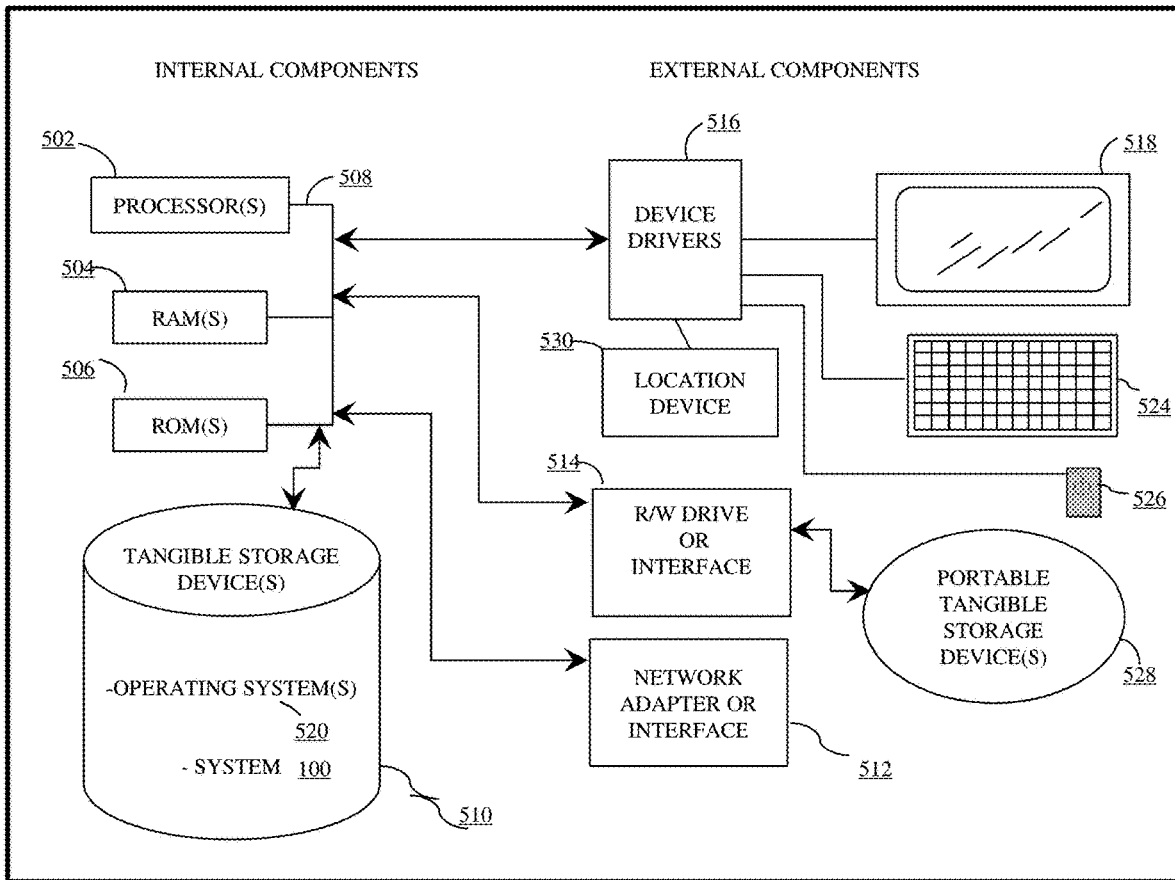 INTERNAL COMPONENTS
EXTERNAL COMPONENTS
502
PROCESSOR(S)
508
504
RAM(S)
506
ROM(S)
TANGIBLE STORAGE
DEVICE(S)
-OPERATING SYSTEM(S)
520
- SYSTEM 100
510
516
DEVICE
DRIVERS
518
530
LOCATION
DEVICE
524
526
514
R/W DRIVE
OR
INTERFACE
PORTABLE
TANGIBLE
STORAGE
DEVICE(S)
528
NETWORK
ADAPTER OR
INTERFACE
512